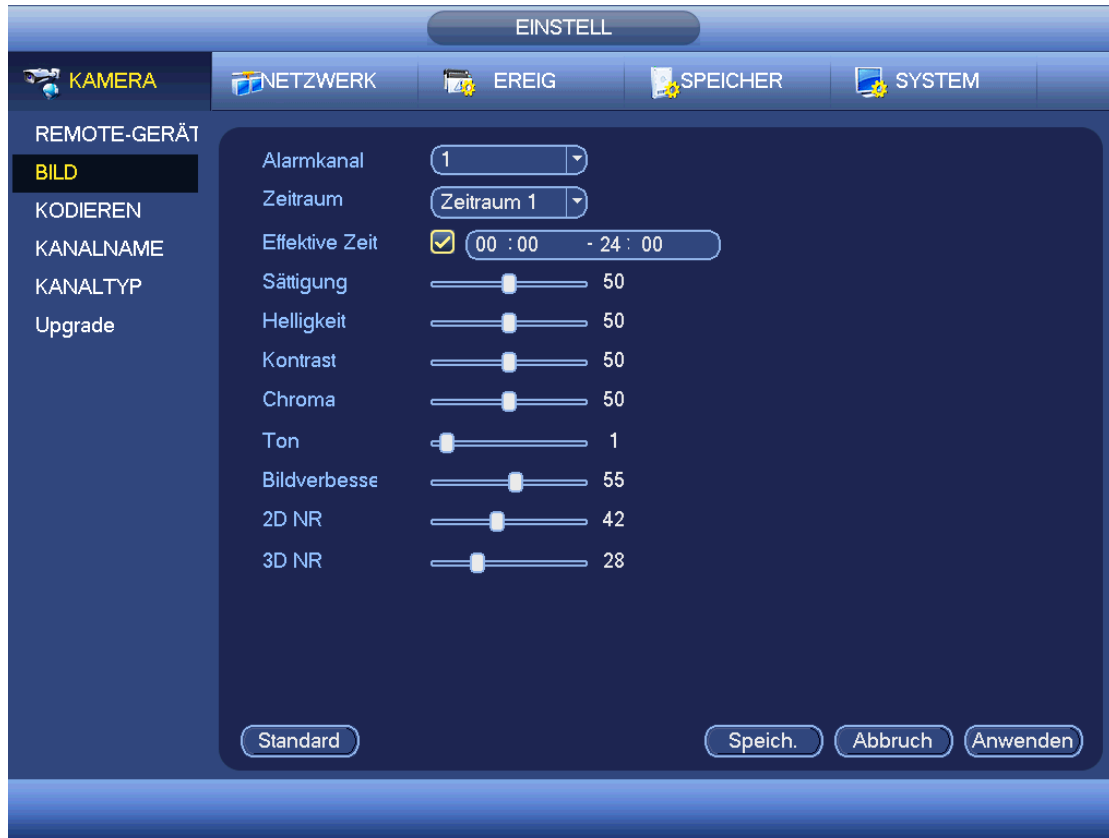 EINSTELL
KAMERA NETZWERK EREIG SPEICHER SYSTEM
REMOTE-GERÄT
BILD
KODIEREN
KANALNAME
KANALTYP
Upgrade
Alarmkanal 1
Zeitraum Zeitraum 1
Effektive Zeit 00 :00 - 24 : 00
Sättigung 50
Helligkeit 50
Kontrast 50
Chroma 50
Ton 1
Bildverbesse 55
2D NR 42
3D NR 28
Standard Speich. Abbruch Anwenden